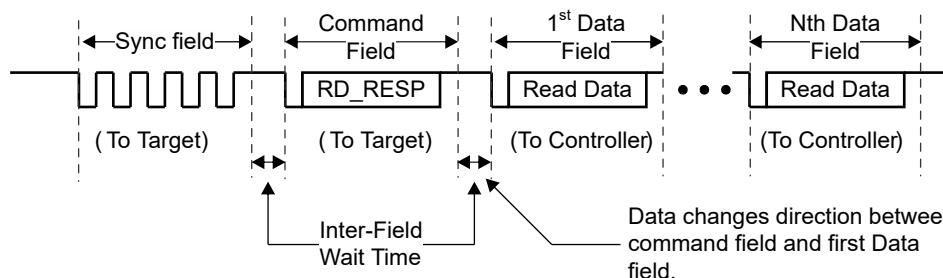 Sync field
Command
Field
1st Data
Field
Nth Data
Field
RD_RESP
Read Data
Read Data
( To Target)
( To Target)
(To Controller)
(To Controller)
Inter-Field
Wait Time
Data changes direction between
command field and first Data
field.